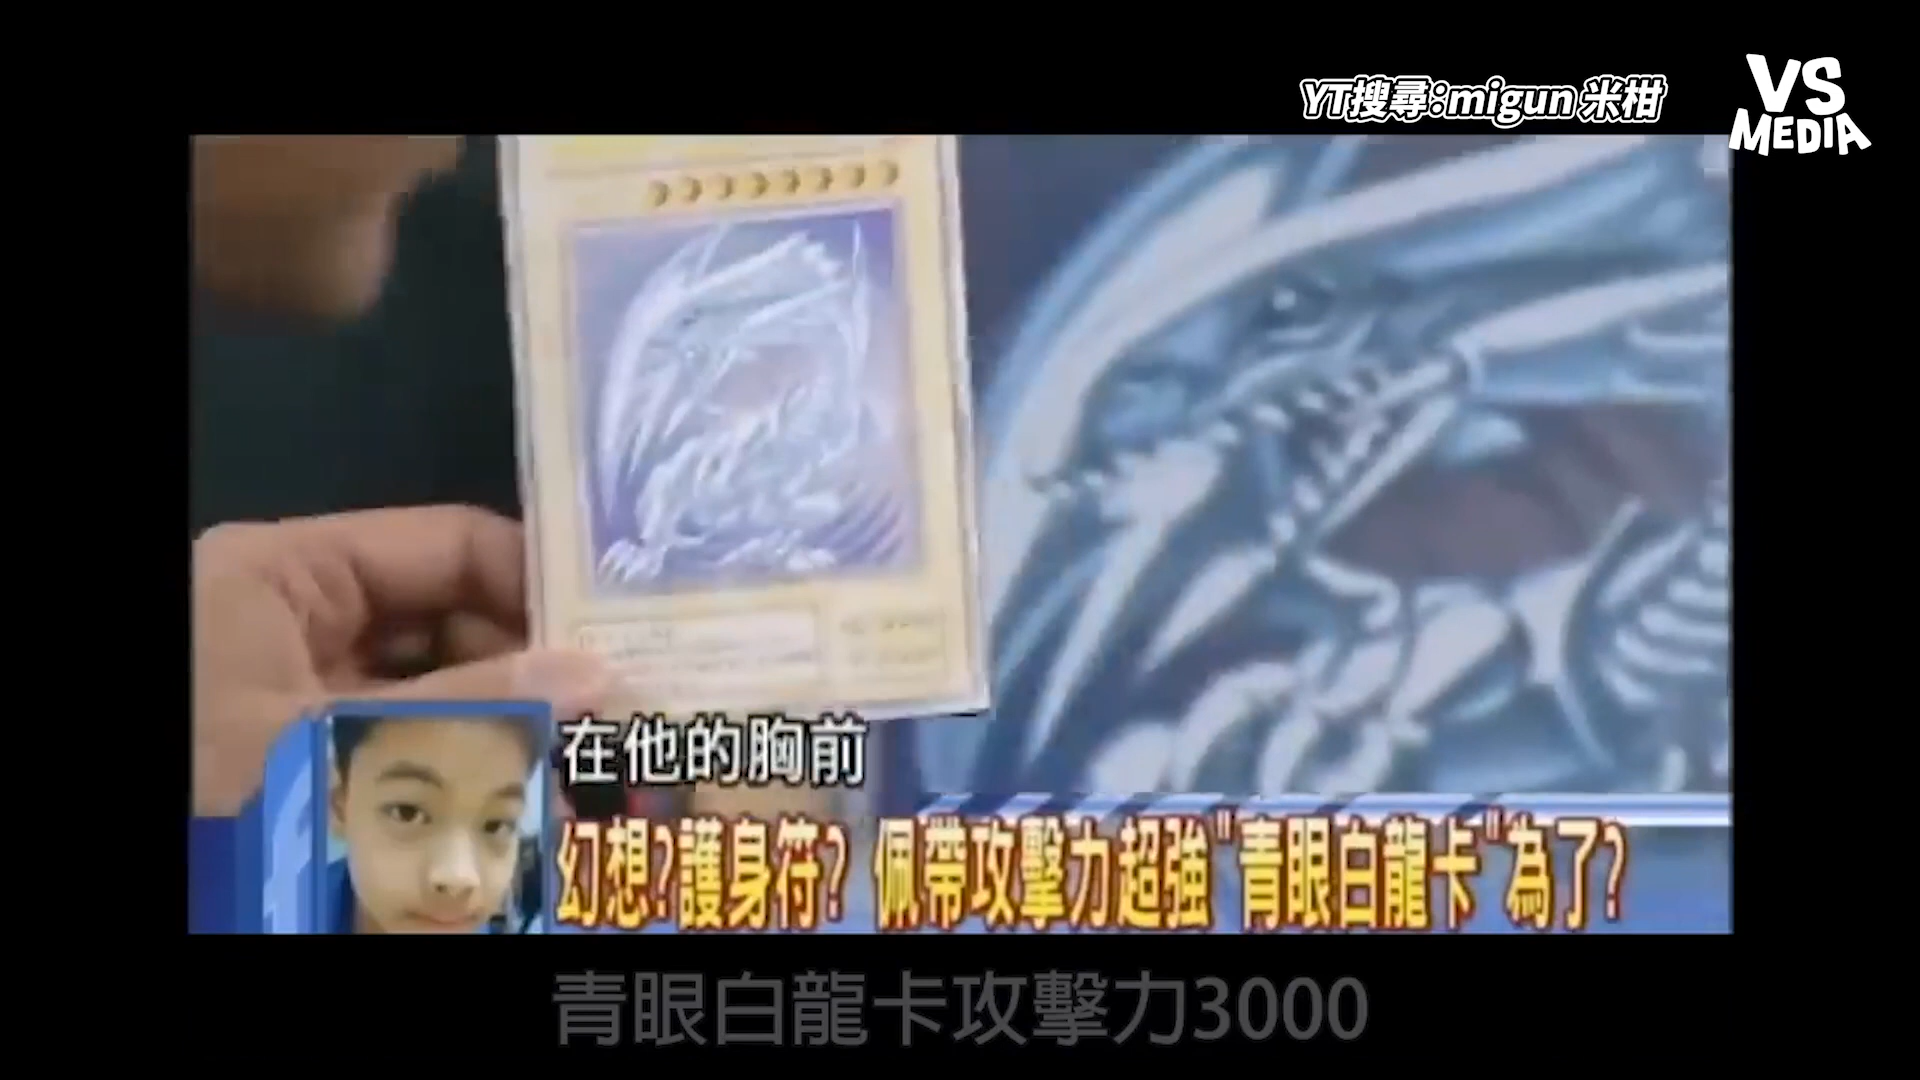 YT搜尋:migun 米柑
VS
MEDIA
在他的胸前
幻想?護身符? 佩帶攻擊力超強"青眼白龍卡"為了?
青眼白龍卡攻擊力3000